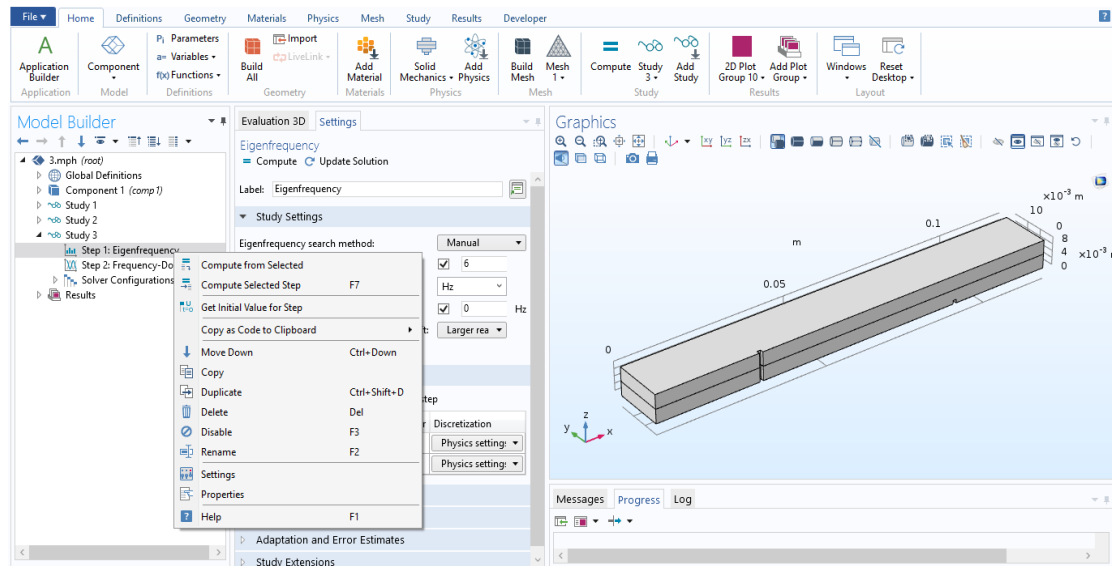 File ▾ Home Definitions Geometry Materials Physics Mesh Study Results Developer ?
Application Builder
Component
Pi Parameters
a= Variables
f(x) Functions
Build All
Import
LiveLink
Add Material
Solid Mechanics
Add Physics
Build Mesh
Mesh 1
Compute
Study 3
Add Study
2D Plot Group 10
Add Plot Group
Windows
Reset Desktop
Application Model Definitions Geometry Materials Physics Mesh Study Results Layout
Model Builder
3.mph (root)
Global Definitions
Component 1 (comp1)
Study 1
Study 2
Study 3
Step 1: Eigenfrequency
Step 2: Frequency-Do
Solver Configurations
Results
Compute from Selected
Compute Selected Step F7
Get Initial Value for Step
Copy as Code to Clipboard
Move Down Ctrl+Down
Copy
Duplicate Ctrl+Shift+D
Delete Del
Disable F3
Rename F2
Settings
Properties
? Help F1
Evaluation 3D Settings
Eigenfrequency
= Compute Update Solution
Label: Eigenfrequency
Study Settings
Eigenfrequency search method: Manual
6
Hz
0 Hz
t: Larger rea
step
r Discretization
Physics setting:
Physics setting:
Adaptation and Error Estimates
Study Extensions
Graphics
xy yz zx
×10⁻³ m
10
0.1
0
8
4 ×10⁻³
0
m
0.05
0
z
y x
Messages Progress Log